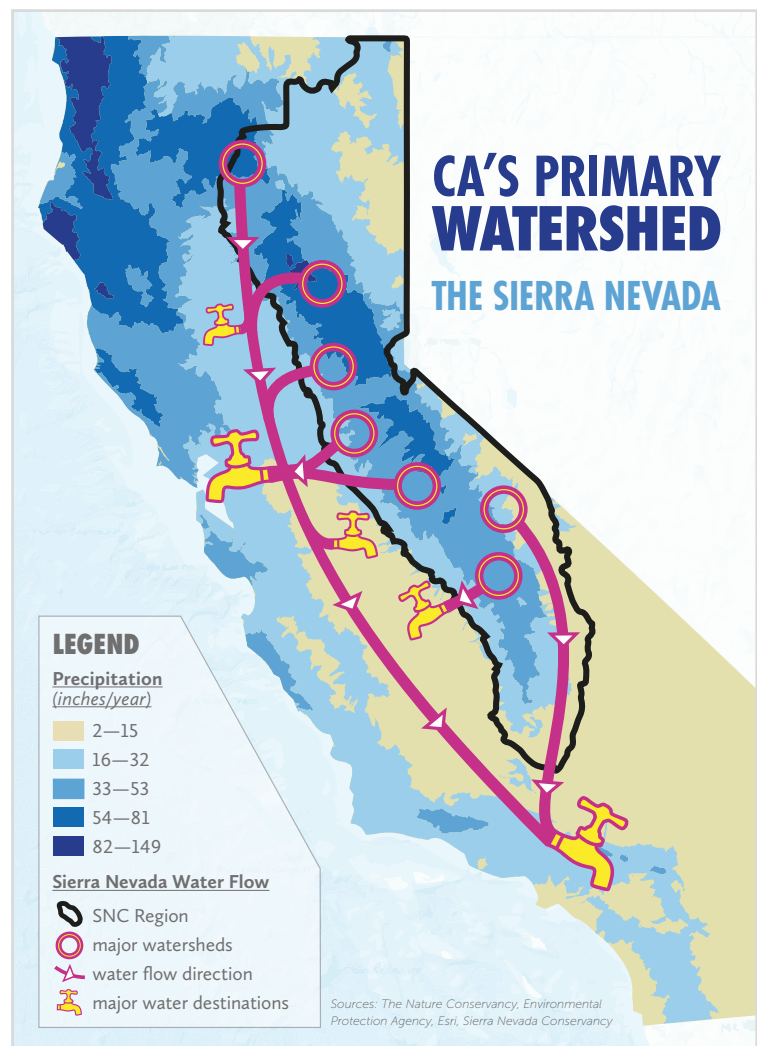 CA'S PRIMARY
WATERSHED
THE SIERRA NEVADA
LEGEND
Precipitation
(inches/year)
2—15
16—32
33—53
54—81
82—149
Sierra Nevada Water Flow
SNC Region
major watersheds
water flow direction
major water destinations
Sources: The Nature Conservancy, Environmental
Protection Agency, Esri, Sierra Nevada Conservancy